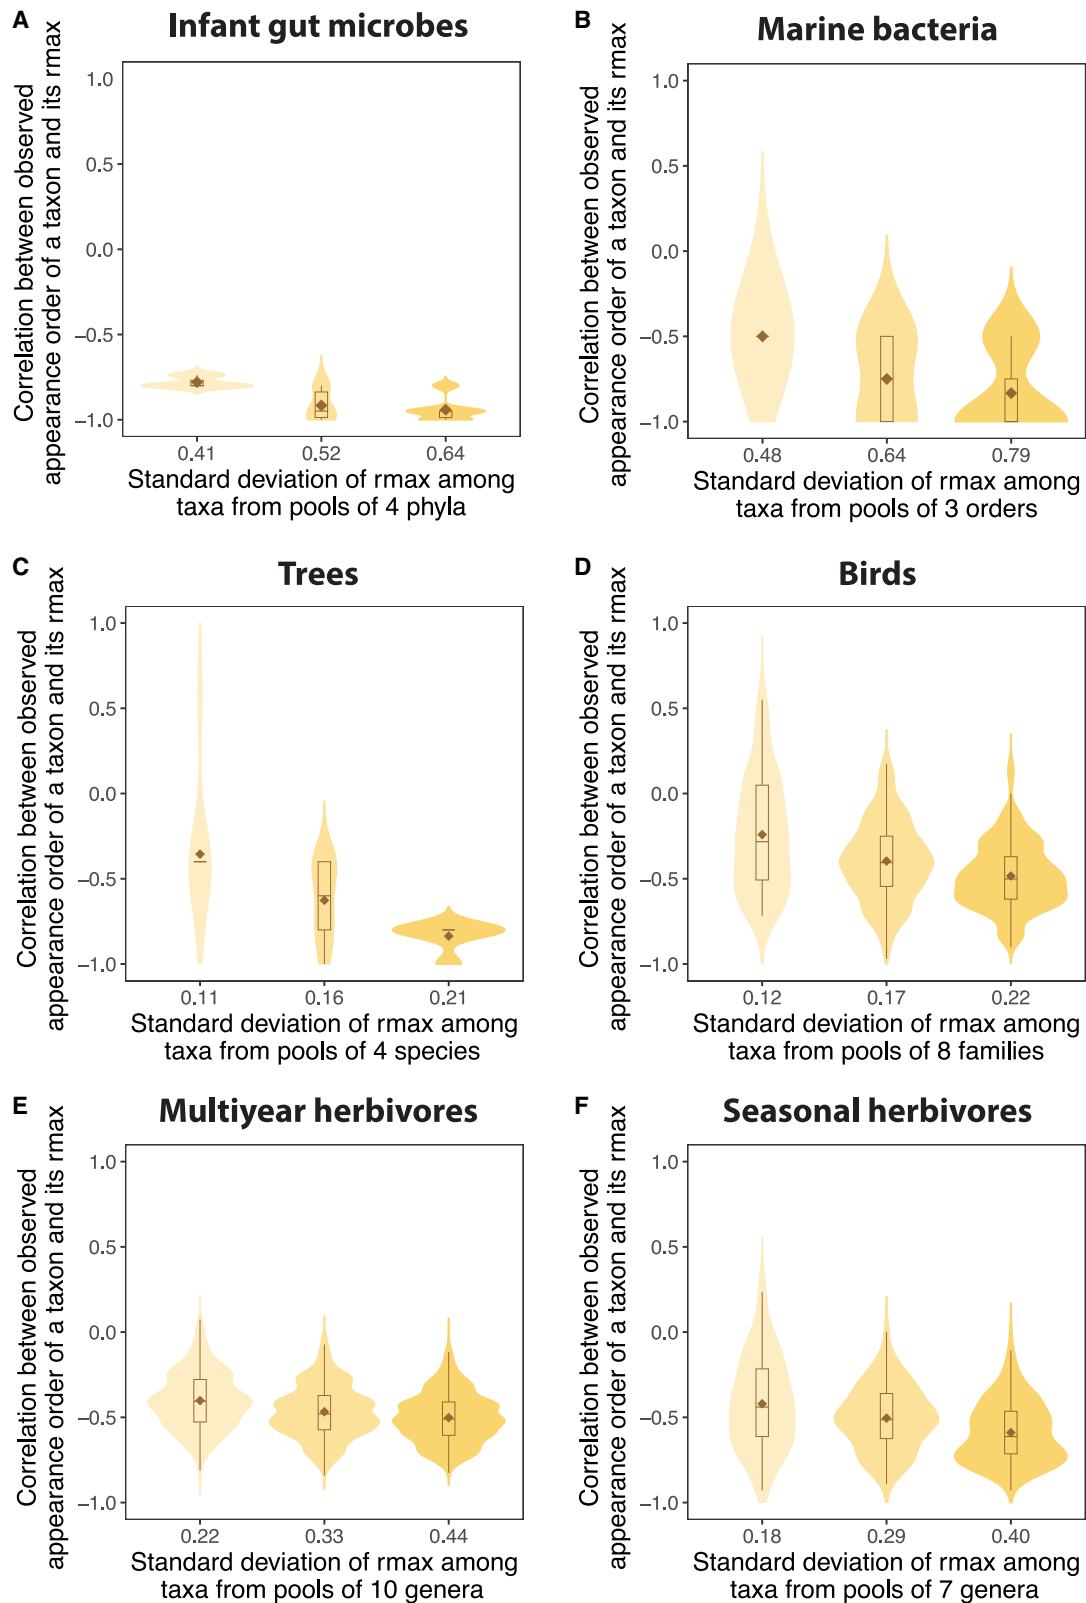 A
Infant gut microbes
Correlation between observed
appearance order of a taxon and its rmax
1.0
0.5
0.0
−0.5
−1.0
0.41 0.52 0.64
Standard deviation of rmax among
taxa from pools of 4 phyla
B
Marine bacteria
Correlation between observed
appearance order of a taxon and its rmax
1.0
0.5
0.0
−0.5
−1.0
0.48 0.64 0.79
Standard deviation of rmax among
taxa from pools of 3 orders
C
Trees
Correlation between observed
appearance order of a taxon and its rmax
1.0
0.5
0.0
−0.5
−1.0
0.11 0.16 0.21
Standard deviation of rmax among
taxa from pools of 4 species
D
Birds
Correlation between observed
appearance order of a taxon and its rmax
1.0
0.5
0.0
−0.5
−1.0
0.12 0.17 0.22
Standard deviation of rmax among
taxa from pools of 8 families
E
Multiyear herbivores
Correlation between observed
appearance order of a taxon and its rmax
1.0
0.5
0.0
−0.5
−1.0
0.22 0.33 0.44
Standard deviation of rmax among
taxa from pools of 10 genera
F
Seasonal herbivores
Correlation between observed
appearance order of a taxon and its rmax
1.0
0.5
0.0
−0.5
−1.0
0.18 0.29 0.40
Standard deviation of rmax among
taxa from pools of 7 genera